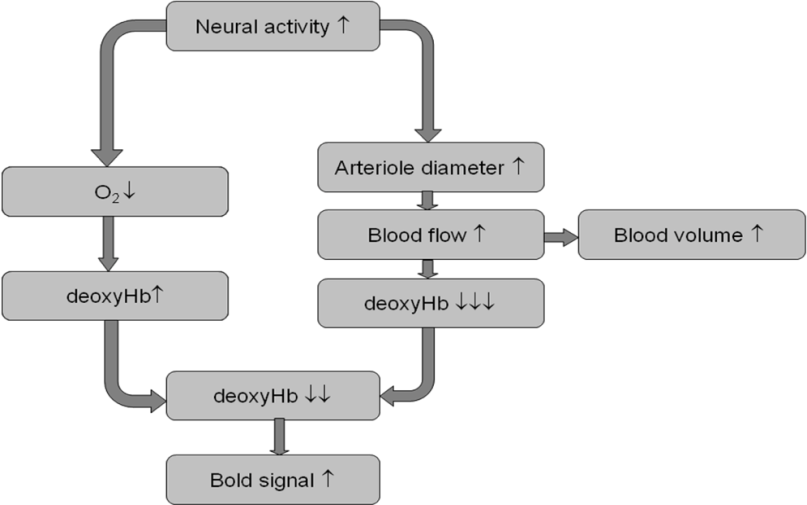 Neural activity ↑
Arteriole diameter ↑
O₂↓
Blood flow ↑
Blood volume ↑
deoxyHb↑
deoxyHb ↓↓↓
deoxyHb ↓↓
Bold signal ↑